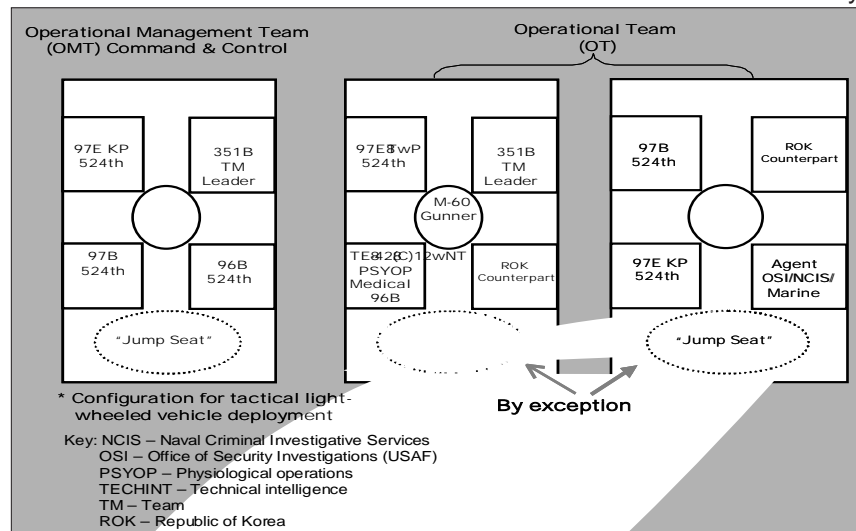 Operational Management Team
(OMT) Command & Control
Operational Team
(OT)
97E KP
524th
351B
TM
Leader
97B
524th
96B
524th
"Jump Seat"
524th
351B
TM
Leader
M-60
Gunner
PSYOP
Medical
96B
ROK
Counterpart
97B
524th
ROK
Counterpart
97E KP
524th
Agent
OSI/NCIS/
Marine
"Jump Seat"
By exception
* Configuration for tactical light-
wheeled vehicle deployment
Key: NCIS – Naval Criminal Investigative Services
OSI – Office of Security Investigations (USAF)
PSYOP – Physiological operations
TECHINT – Technical intelligence
TM – Team
ROK – Republic of Korea